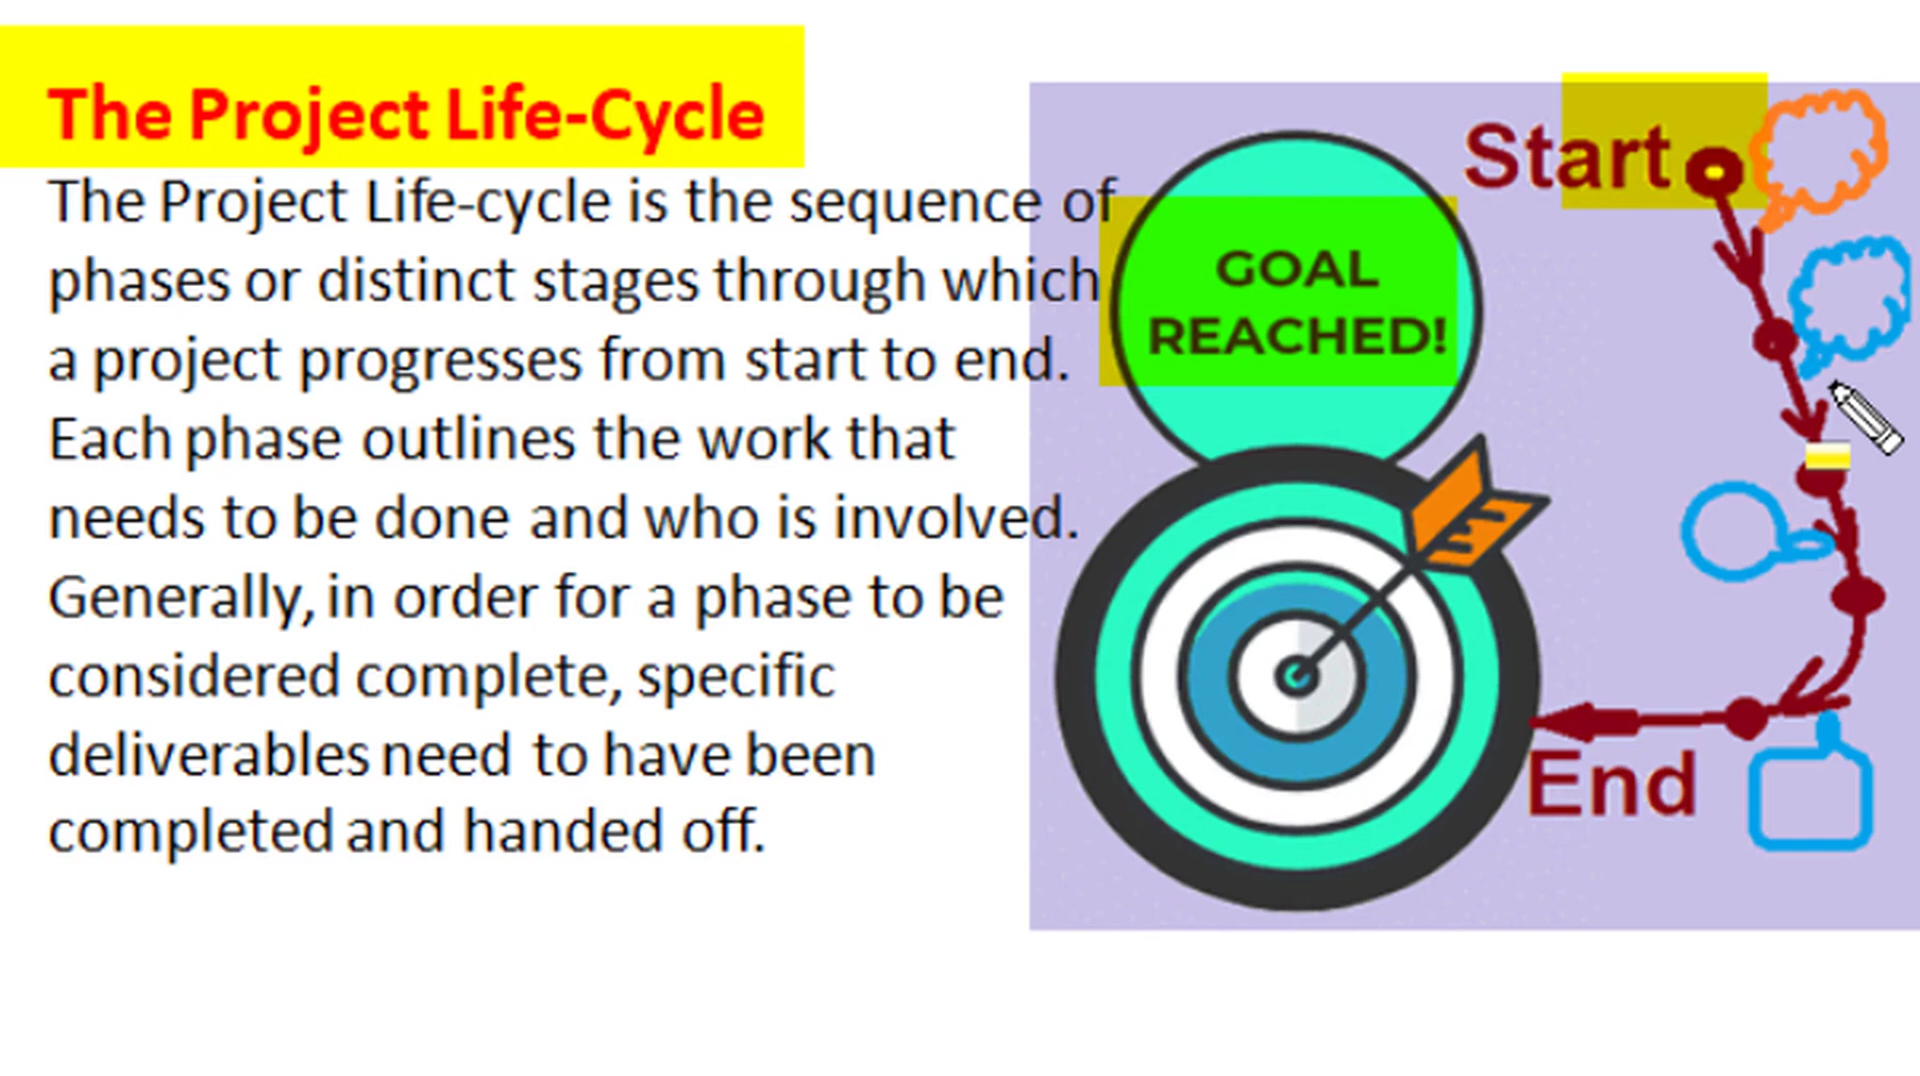 The Project Life-Cycle
The Project Life-cycle is the sequence of
phases or distinct stages through which
a project progresses from start to end.
Each phase outlines the work that
needs to be done and who is involved.
Generally, in order for a phase to be
considered complete, specific
deliverables need to have been
completed and handed off.
GOAL
REACHED!
Start
End